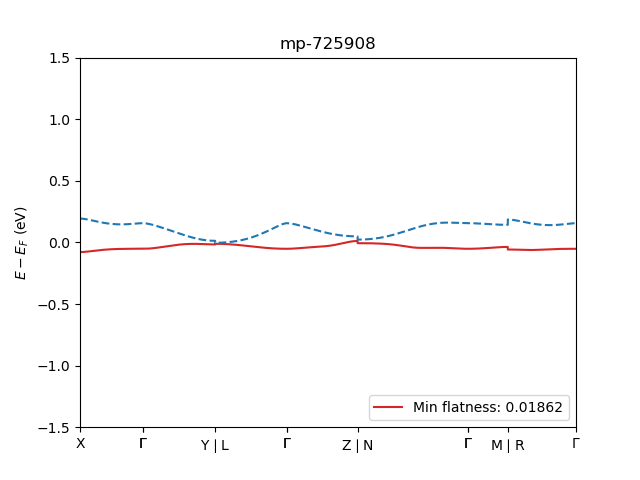 mp-725908
E − E_F (eV)
1.5
1.0
0.5
0.0
−0.5
−1.0
−1.5
Min flatness: 0.01862
X Γ Y | L Γ Z | N Γ M | R Γ